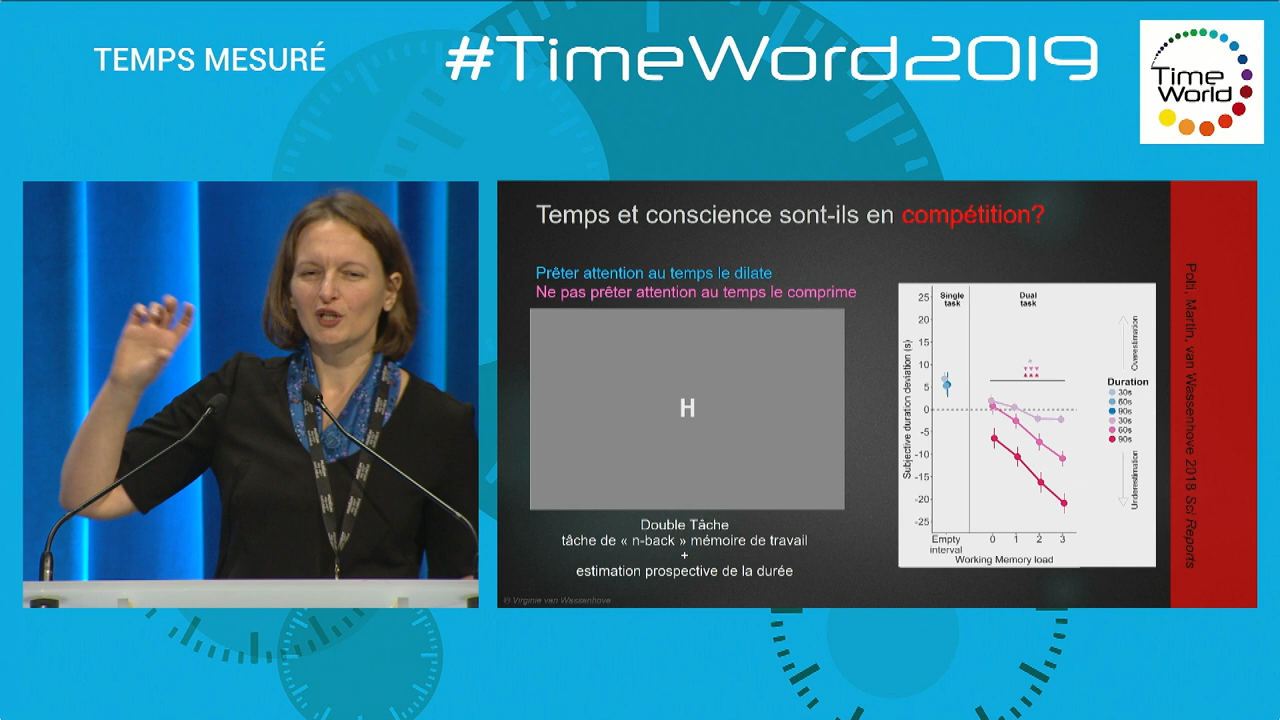 TEMPS MESURÉ
#TimeWord2019
Time
World
Temps et conscience sont-ils en compétition?
Prêter attention au temps le dilate
Ne pas prêter attention au temps le comprime
H
Double Tâche
tâche de « n-back » mémoire de travail
+
estimation prospective de la durée
© Virginie van Wassenhove
Single
task
Dual
task
Subjective duration deviation (s)
25
20
15
10
5
0
-5
-10
-15
-20
-25
Empty
interval
0 1 2 3
Working Memory load
Overestimation
Duration
30s
60s
90s
30s
60s
90s
Underestimation
Polti, Martin, van Wassenhove 2018 Sci Reports